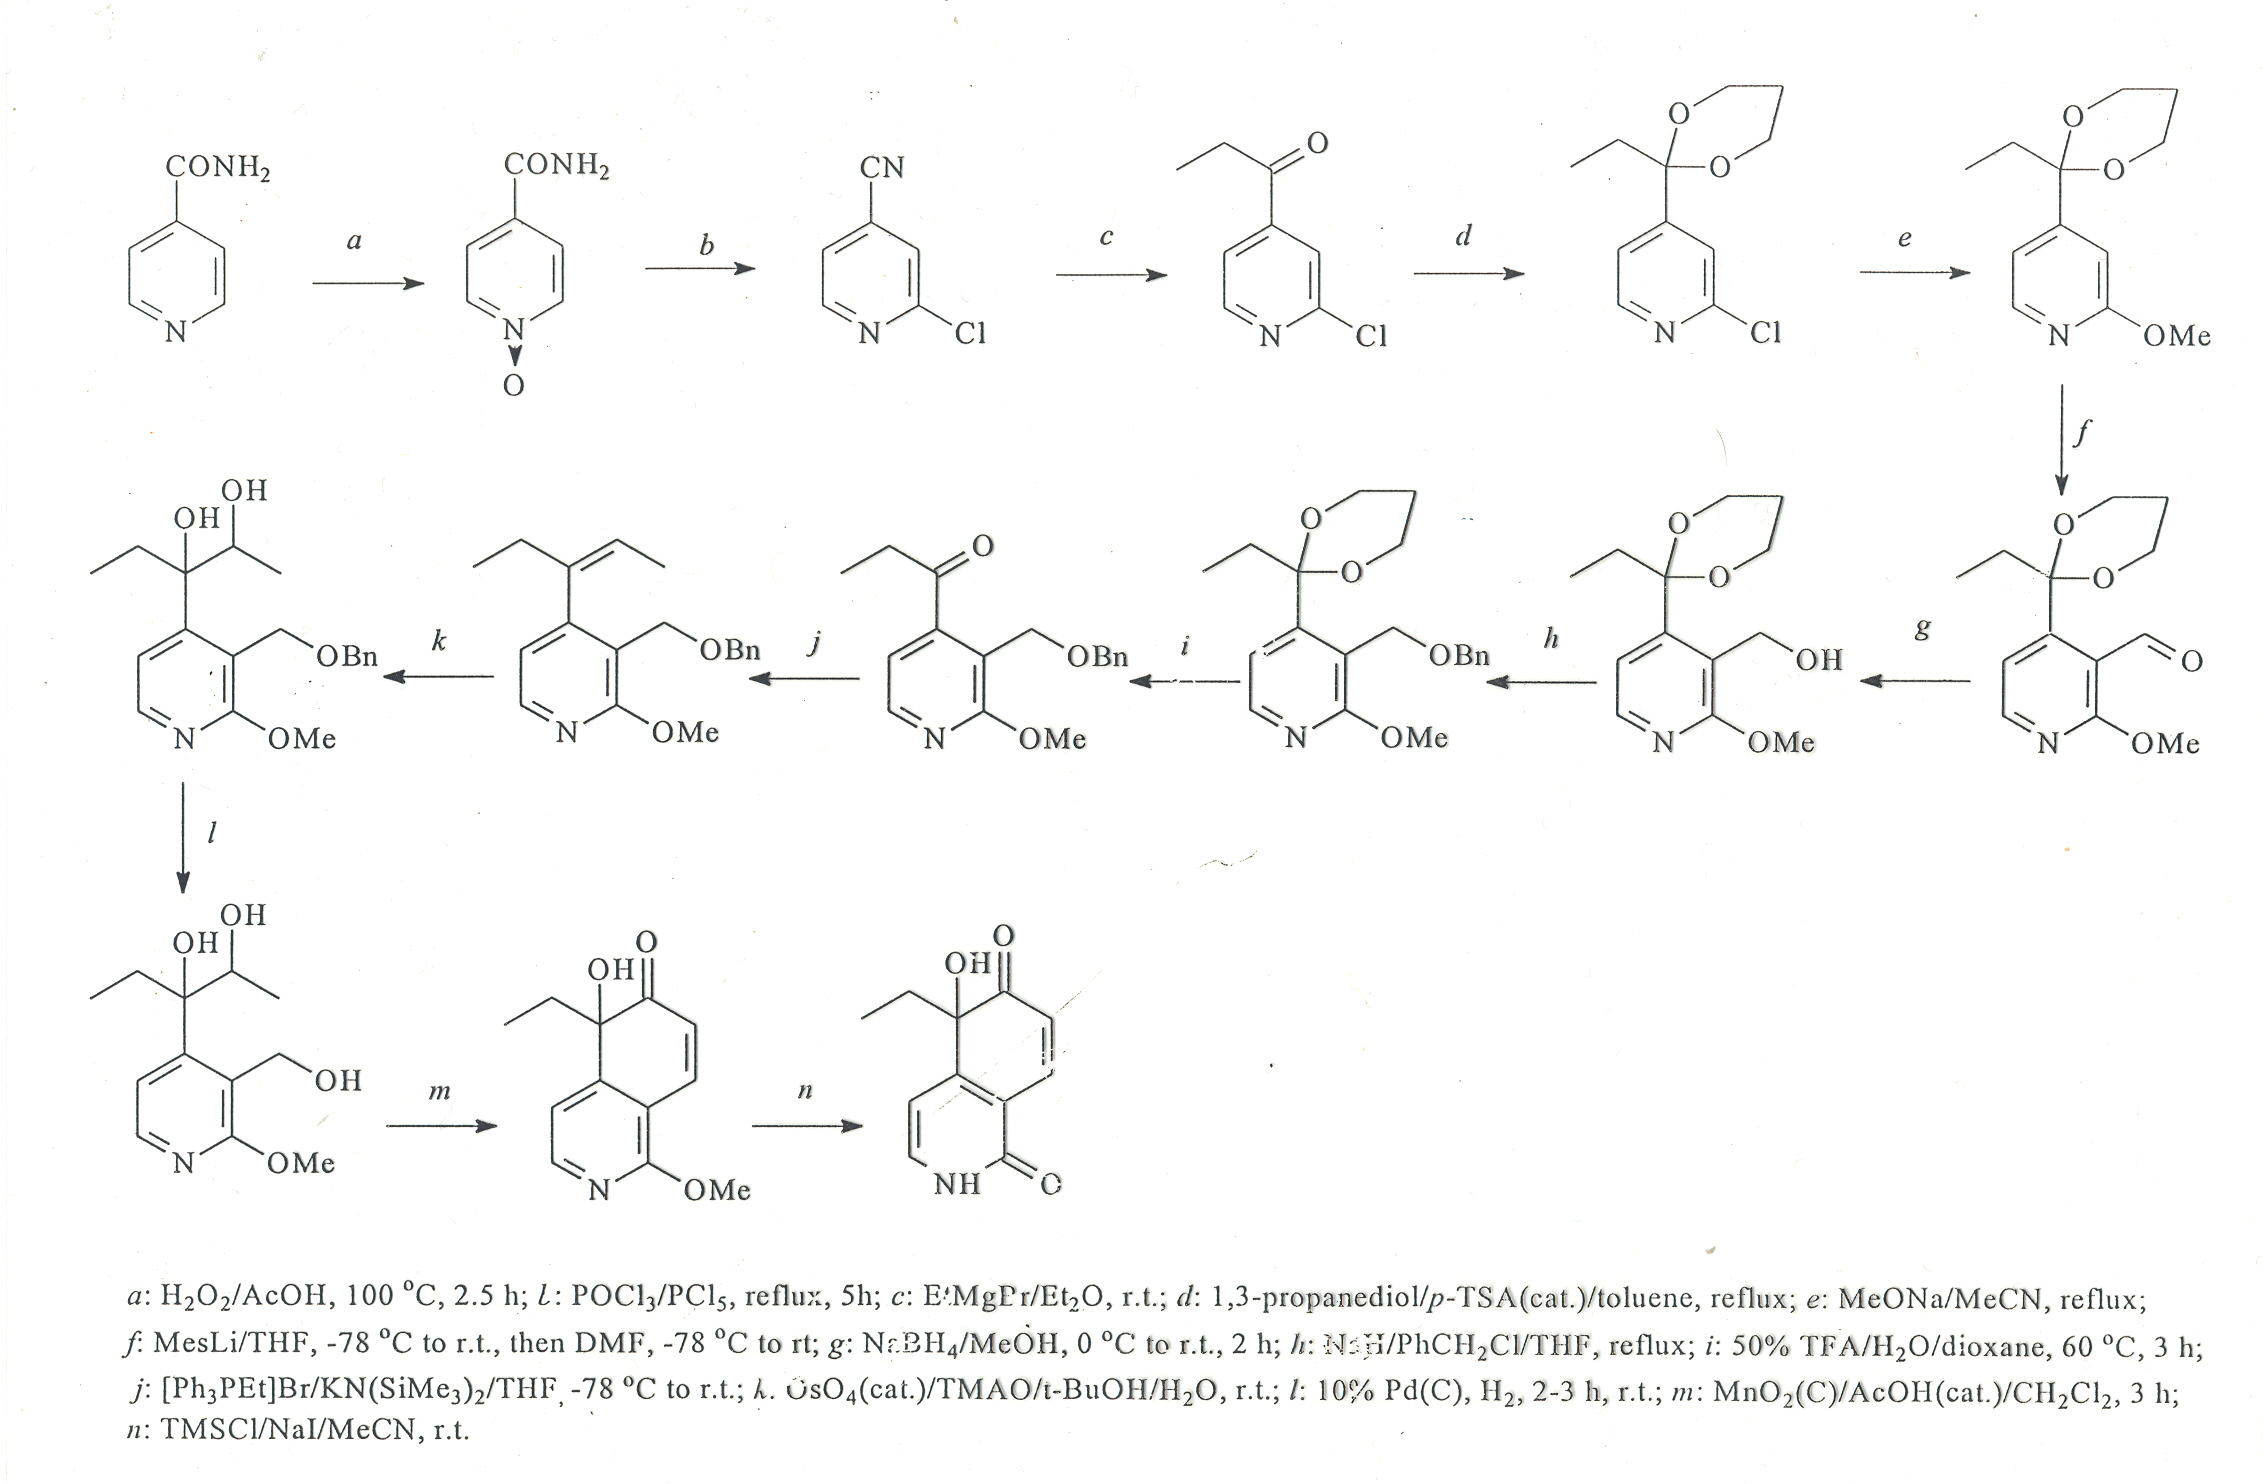 CONH₂ CONH₂ CN O O O
N N Cl O O
O N Cl N Cl N OMe
a b c d e
f
OH OH O O O O O O
OBn OBn OBn OBn OH O
N OMe N OMe N OMe N OMe N OMe N OMe
k j i h g
l
OH OH OH O OH O
OH
N OMe N OMe NH O
m n
a: H₂O₂/AcOH, 100 °C, 2.5 h; l: POCl₃/PCl₅, reflux, 5h; c: EtMgBr/Et₂O, r.t.; d: 1,3-propanediol/p-TSA(cat.)/toluene, reflux; e: MeONa/MeCN, reflux;
f: MesLi/THF, -78 °C to r.t., then DMF, -78 °C to rt; g: NaBH₄/MeOH, 0 °C to r.t., 2 h; h: NaH/PhCH₂Cl/THF, reflux; i: 50% TFA/H₂O/dioxane, 60 °C, 3 h;
j: [Ph₃PEt]Br/KN(SiMe₃)₂/THF, -78 °C to r.t.; k. OsO₄(cat.)/TMAO/t-BuOH/H₂O, r.t.; l: 10% Pd(C), H₂, 2-3 h, r.t.; m: MnO₂(C)/AcOH(cat.)/CH₂Cl₂, 3 h;
n: TMSCl/NaI/MeCN, r.t.